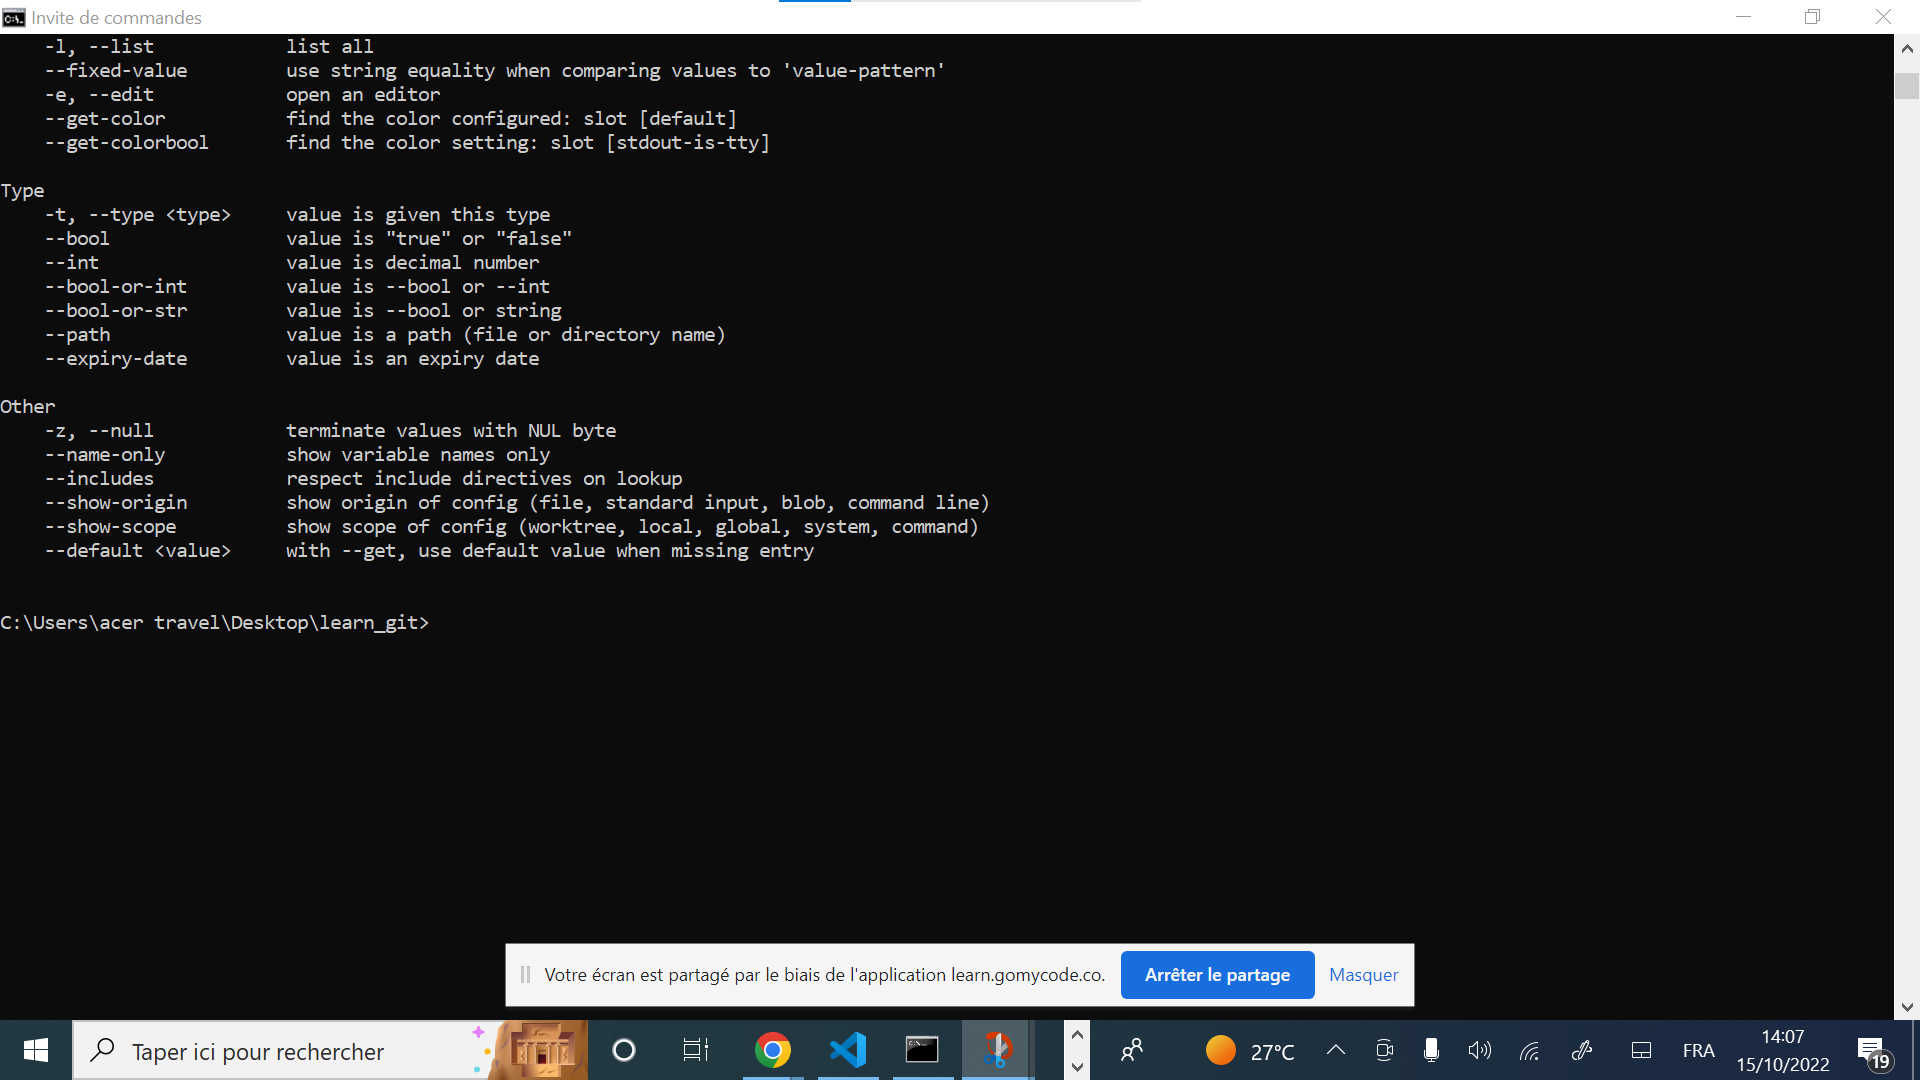 Invite de commandes
-l, --list list all
--fixed-value use string equality when comparing values to 'value-pattern'
-e, --edit open an editor
--get-color find the color configured: slot [default]
--get-colorbool find the color setting: slot [stdout-is-tty]
Type
-t, --type <type> value is given this type
--bool value is "true" or "false"
--int value is decimal number
--bool-or-int value is --bool or --int
--bool-or-str value is --bool or string
--path value is a path (file or directory name)
--expiry-date value is an expiry date
Other
-z, --null terminate values with NUL byte
--name-only show variable names only
--includes respect include directives on lookup
--show-origin show origin of config (file, standard input, blob, command line)
--show-scope show scope of config (worktree, local, global, system, command)
--default <value> with --get, use default value when missing entry
C:\Users\acer travel\Desktop\learn_git>
Votre écran est partagé par le biais de l'application learn.gomycode.co. Arrêter le partage Masquer
Taper ici pour rechercher 27°C FRA 14:07
15/10/2022 19